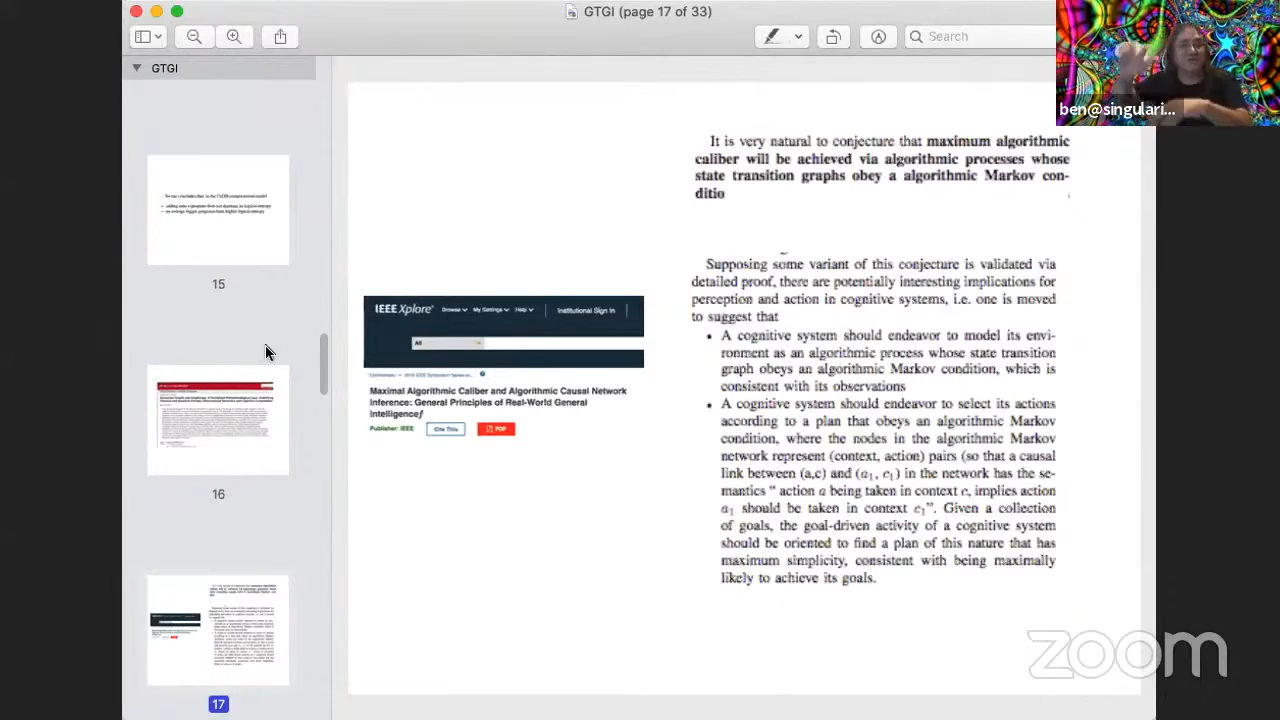 GTGI (page 17 of 33)
Search
ben@singulari...
GTGI
15
16
17
It is very natural to conjecture that maximum algorithmic
caliber will be achieved via algorithmic processes whose
state transition graphs obey a algorithmic Markov con-
ditio
Supposing some variant of this conjecture is validated via
detailed proof, there are potentially interesting implications for
perception and action in cognitive systems, i.e. one is moved
to suggest that
• A cognitive system should endeavor to model its envi-
ronment as an algorithmic process whose state transition
graph obeys an algorithmic Markov condition, which is
consistent with its observations
• A cognitive system should endeavor to select its actions
according to a plan that obeys an algorithmic Markov
condition, where the nodes in the algorithmic Markov
network represent (context, action) pairs (so that a causal
link between (a,c) and (a₁, c₁) in the network has the se-
mantics " action a being taken in context c, implies action
a₁ should be taken in context c₁". Given a collection
of goals, the goal-driven activity of a cognitive system
should be oriented to find a plan of this nature that has
maximum simplicity, consistent with being maximally
likely to achieve its goals.
IEEE Xplore®
Browse
My Settings
Help
Institutional Sign In
All
Maximal Algorithmic Caliber and Algorithmic Causal Network
Inference: General Principles of Real-World General
Intelligence
Publisher: IEEE
Cite This
PDF
zoom